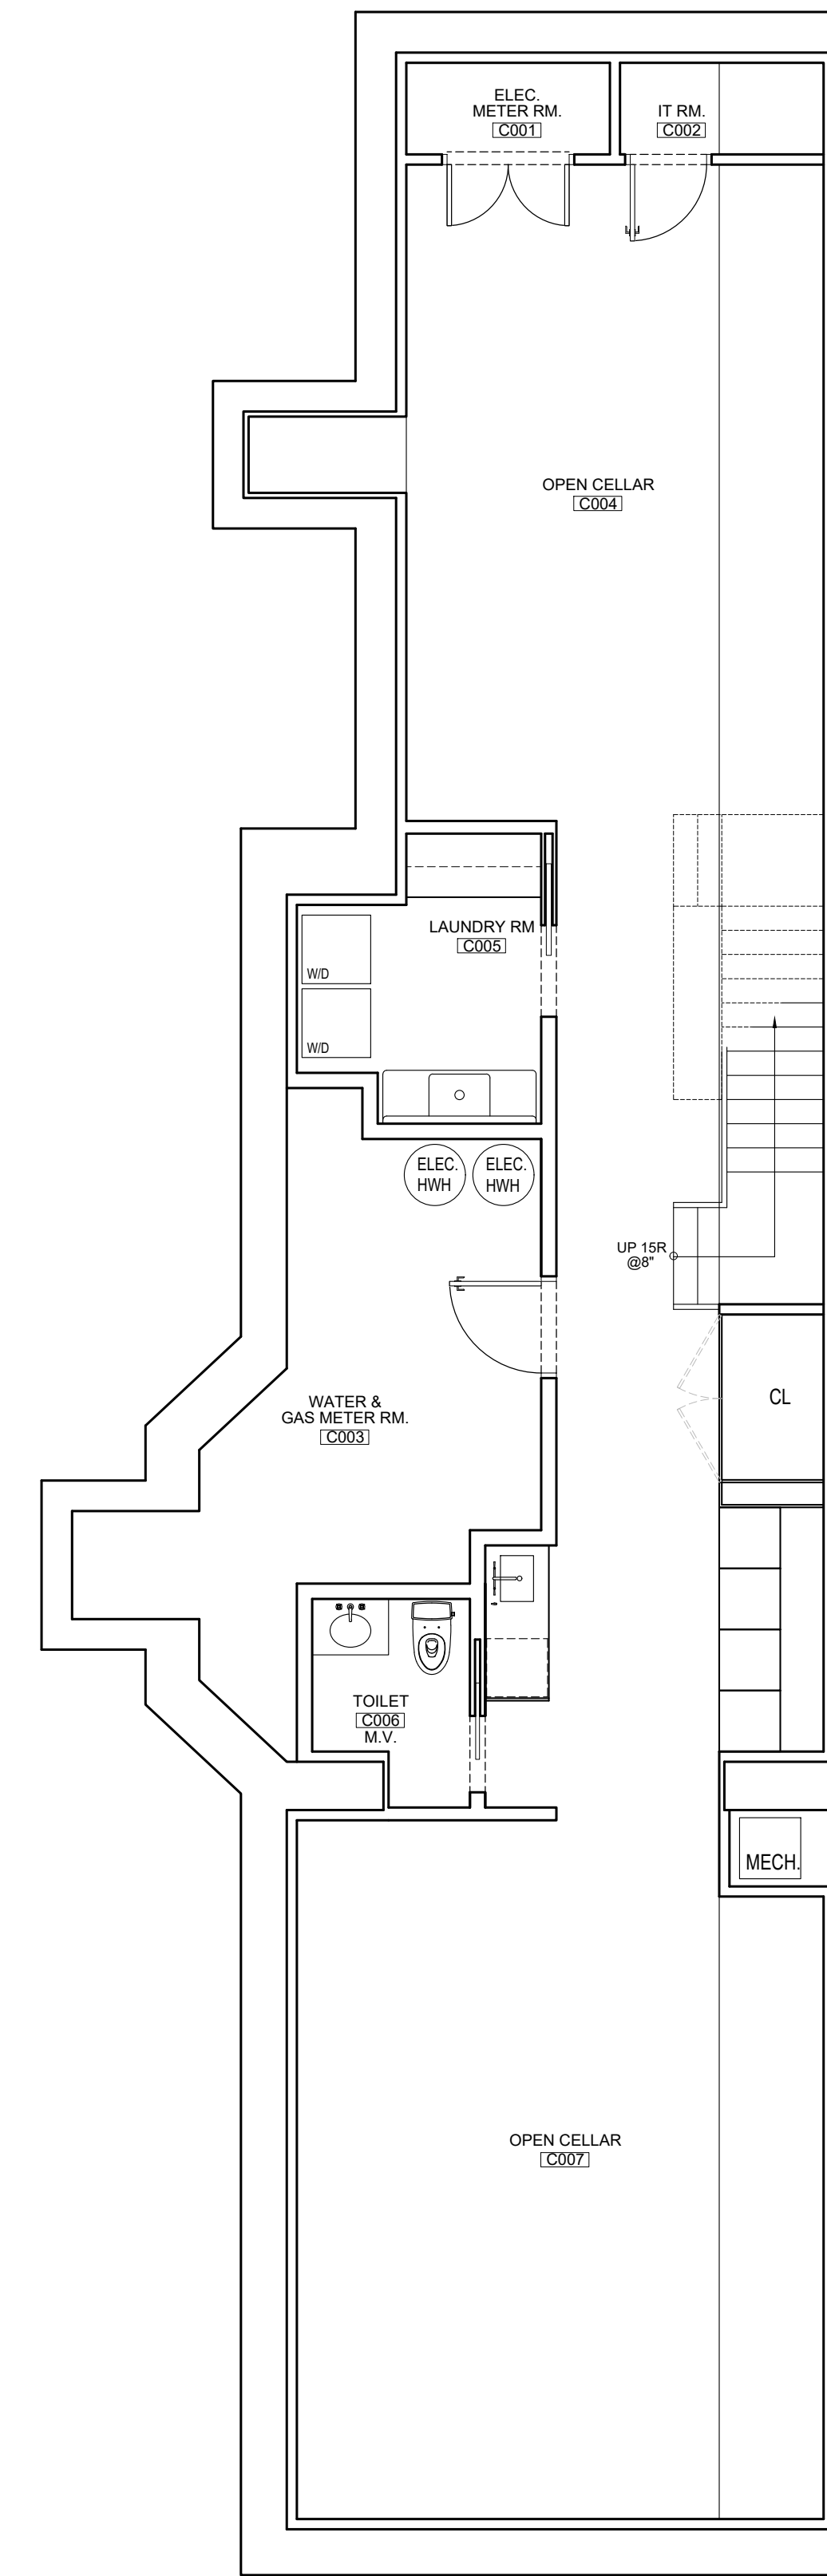 ELEC.
METER RM.
C001
IT RM.
C002
OPEN CELLAR
C004
LAUNDRY RM
C005
W/D
W/D
ELEC.
HWH
ELEC.
HWH
UP 15R
@8"
CL
WATER &
GAS METER RM.
C003
TOILET
C006
M.V.
MECH.
OPEN CELLAR
C007